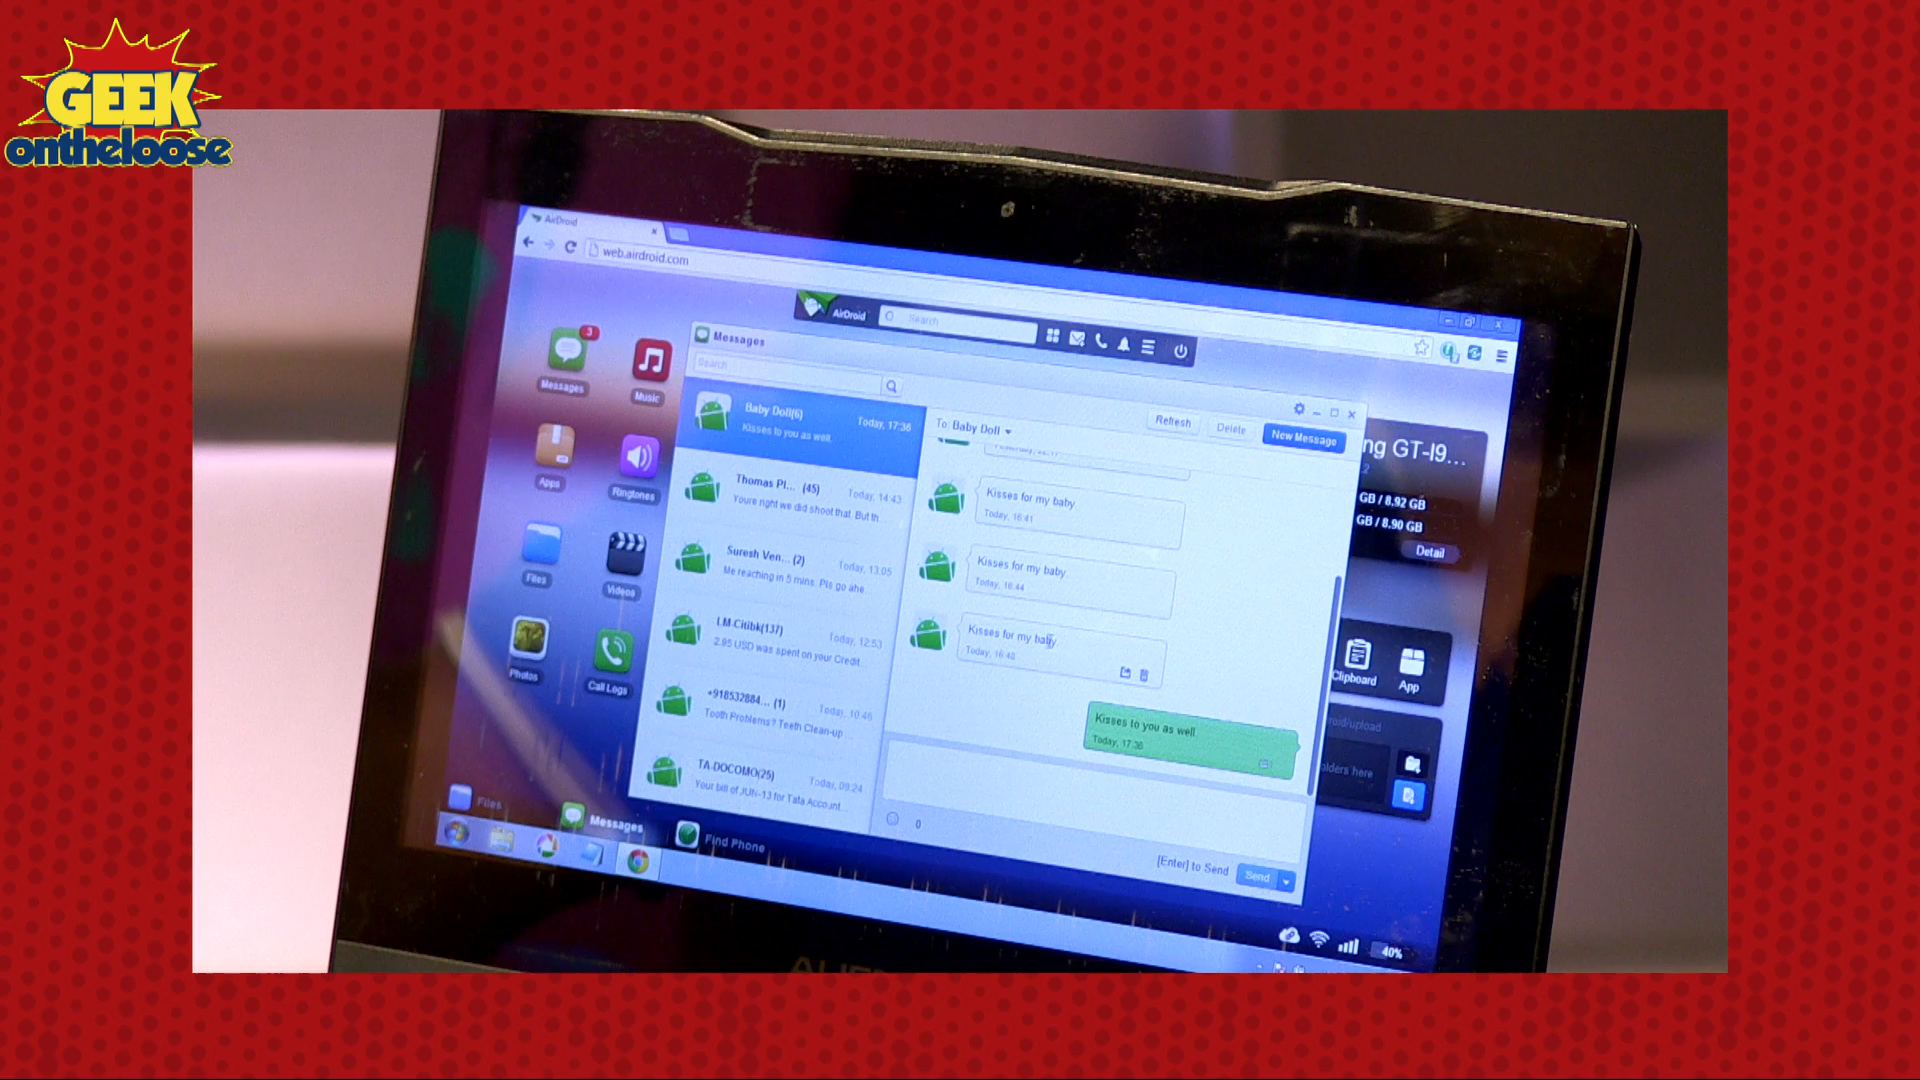 GEEK
ontheloose
AirDroid
web.airdroid.com
AirDroid
Search
Messages
Search
3
Messages
Music
Apps
Ringtones
Files
Videos
Photos
Call Logs
Baby Doll(6)
Today, 17:36
Kisses to you as well.
Thomas Pl... (45)
Today, 14:43
Youre right we did shoot that. But th
Suresh Ven... (2)
Today, 13:05
Me reaching in 5 mins. Pls go ahe.
LM-Citibk(137)
Today, 12:53
2.95 USD was spent on your Credit
+918532884... (1)
Today, 10:46
Tooth Problems? Teeth Clean-up ...
TA-DOCOMO(25)
Today, 09:24
Your bill of JUN-13 for Tata Account...
To: Baby Doll
Refresh
Delete
New Message
Kisses for my baby
Today, 16:41
Kisses for my baby
Today, 16:44
Kisses for my baby
Today, 16:48
Kisses to you as well.
Today, 17:36
0
[Enter] to Send
Send
ng GT-I9...
GB / 8.92 GB
GB / 8.90 GB
Detail
Clipboard
App
roid/upload
olders here
Files
Messages
Find Phone
40%